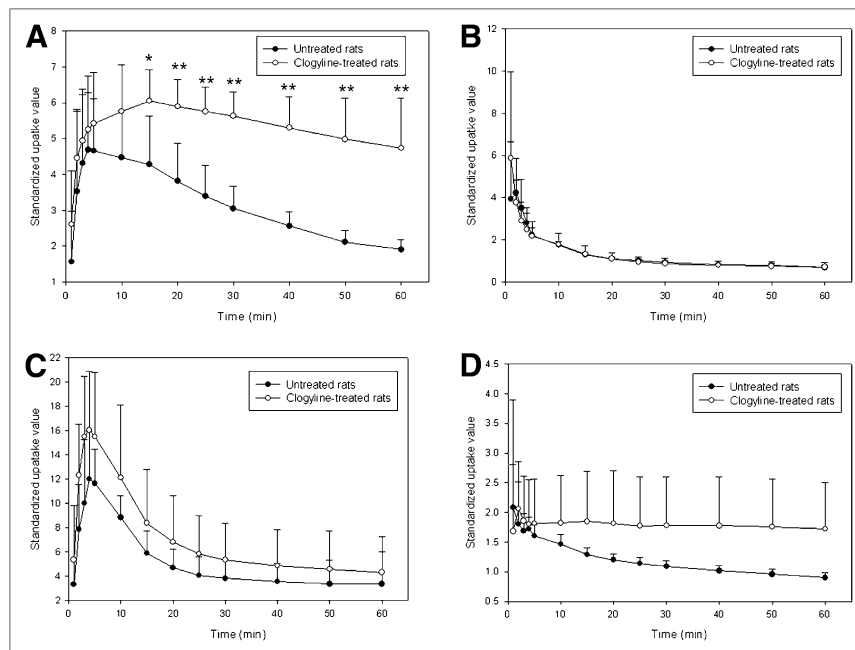 A
8
7
6
5
4
3
2
1
Standardized upatke value
Untreated rats
Clogyline-treated rats
* ** ** ** ** ** **
0 10 20 30 40 50 60
Time (min)
B
12
10
8
6
4
2
0
Standardized upatke value
Untreated rats
Clogyline-treated rats
0 10 20 30 40 50 60
Time (min)
C
22
20
18
16
14
12
10
8
6
4
2
Standardized upatake value
Untreated rats
Clogyline-treated rats
0 10 20 30 40 50 60
Time (min)
D
4.5
4.0
3.5
3.0
2.5
2.0
1.5
1.0
0.5
Standardized uptake value
Untreated rats
Clogyline-treated rats
0 10 20 30 40 50 60
Time (min)